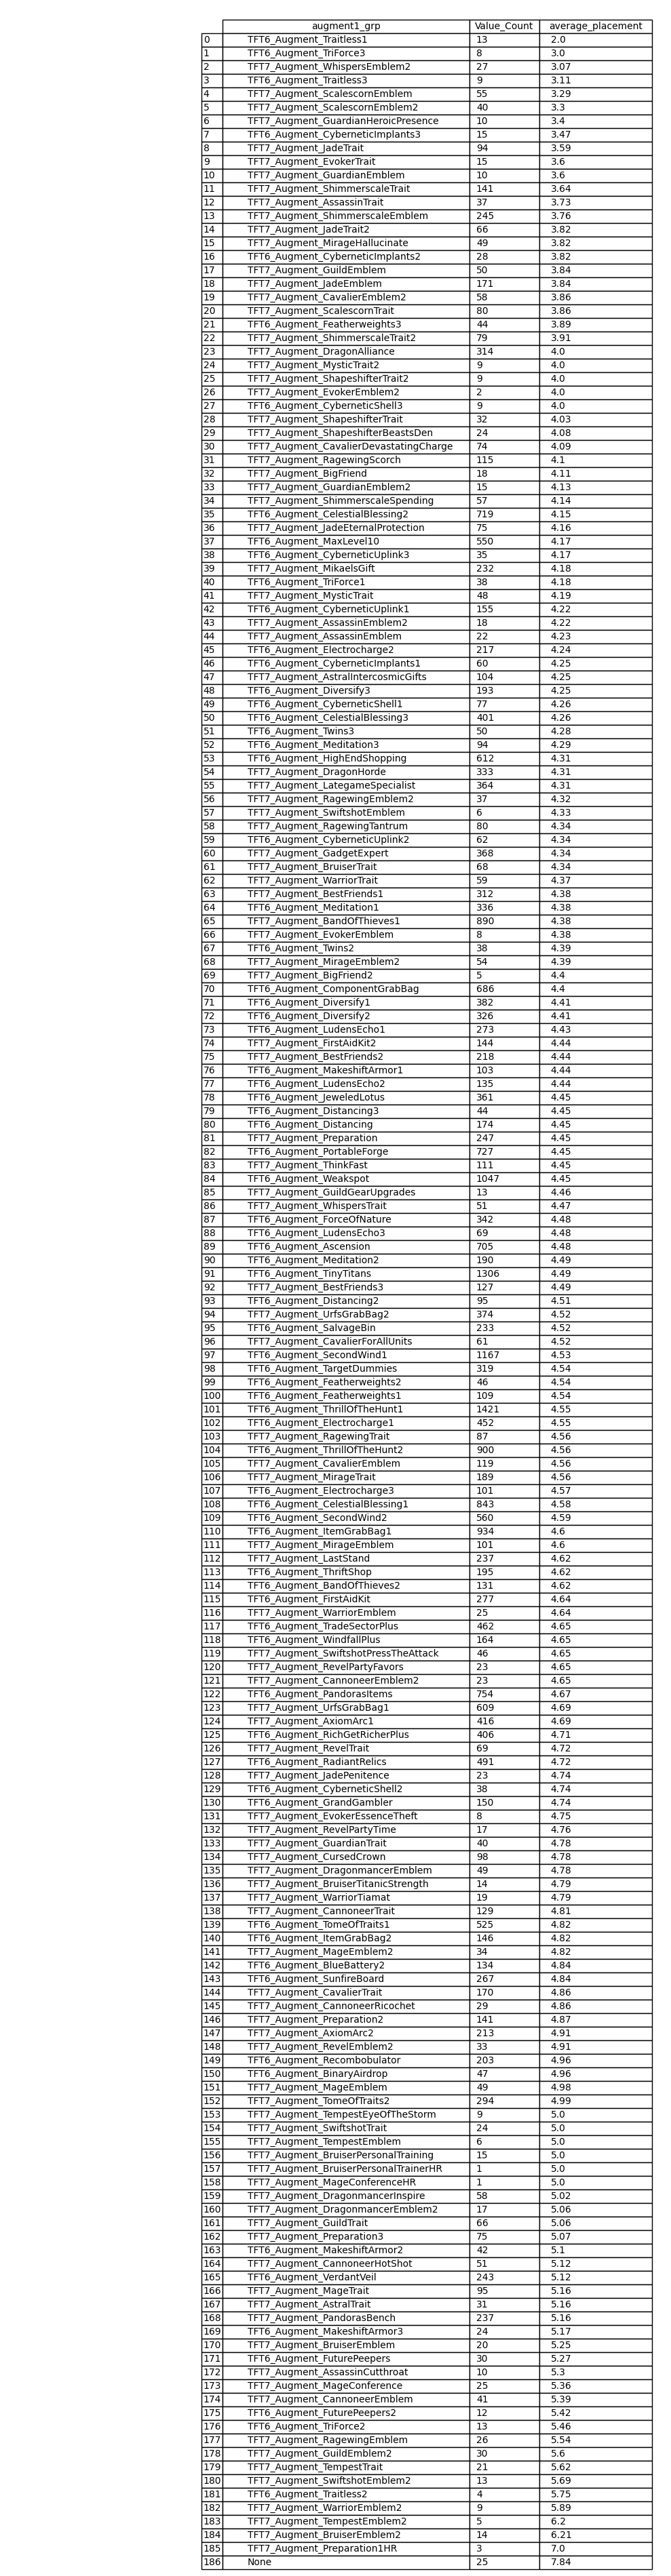 augment1_grp Value_Count average_placement
0 TFT6_Augment_Traitless1 13 2.0
1 TFT6_Augment_TriForce3 8 3.0
2 TFT7_Augment_WhispersEmblem2 27 3.07
3 TFT6_Augment_Traitless3 9 3.11
4 TFT7_Augment_ScalescornEmblem 55 3.29
5 TFT7_Augment_ScalescornEmblem2 40 3.3
6 TFT7_Augment_GuardianHeroicPresence 10 3.4
7 TFT6_Augment_CyberneticImplants3 15 3.47
8 TFT7_Augment_JadeTrait 94 3.59
9 TFT7_Augment_EvokerTrait 15 3.6
10 TFT7_Augment_GuardianEmblem 10 3.6
11 TFT7_Augment_ShimmerscaleTrait 141 3.64
12 TFT7_Augment_AssassinTrait 37 3.73
13 TFT7_Augment_ShimmerscaleEmblem 245 3.76
14 TFT7_Augment_JadeTrait2 66 3.82
15 TFT7_Augment_MirageHallucinate 49 3.82
16 TFT6_Augment_CyberneticImplants2 28 3.82
17 TFT7_Augment_GuildEmblem 50 3.84
18 TFT7_Augment_JadeEmblem 171 3.84
19 TFT7_Augment_CavalierEmblem2 58 3.86
20 TFT7_Augment_ScalescornTrait 80 3.86
21 TFT6_Augment_Featherweights3 44 3.89
22 TFT7_Augment_ShimmerscaleTrait2 79 3.91
23 TFT7_Augment_DragonAlliance 314 4.0
24 TFT7_Augment_MysticTrait2 9 4.0
25 TFT7_Augment_ShapeshifterTrait2 9 4.0
26 TFT7_Augment_EvokerEmblem2 2 4.0
27 TFT6_Augment_CyberneticShell3 9 4.0
28 TFT7_Augment_ShapeshifterTrait 32 4.03
29 TFT7_Augment_ShapeshifterBeastsDen 24 4.08
30 TFT7_Augment_CavalierDevastatingCharge 74 4.09
31 TFT7_Augment_RagewingScorch 115 4.1
32 TFT7_Augment_BigFriend 18 4.11
33 TFT7_Augment_GuardianEmblem2 15 4.13
34 TFT7_Augment_ShimmerscaleSpending 57 4.14
35 TFT6_Augment_CelestialBlessing2 719 4.15
36 TFT7_Augment_JadeEternalProtection 75 4.16
37 TFT7_Augment_MaxLevel10 550 4.17
38 TFT6_Augment_CyberneticUplink3 35 4.17
39 TFT7_Augment_MikaelsGift 232 4.18
40 TFT6_Augment_TriForce1 38 4.18
41 TFT7_Augment_MysticTrait 48 4.19
42 TFT6_Augment_CyberneticUplink1 155 4.22
43 TFT7_Augment_AssassinEmblem2 18 4.22
44 TFT7_Augment_AssassinEmblem 22 4.23
45 TFT6_Augment_Electrocharge2 217 4.24
46 TFT6_Augment_CyberneticImplants1 60 4.25
47 TFT7_Augment_AstralIntercosmicGifts 104 4.25
48 TFT6_Augment_Diversify3 193 4.25
49 TFT6_Augment_CyberneticShell1 77 4.26
50 TFT6_Augment_CelestialBlessing3 401 4.26
51 TFT6_Augment_Twins3 50 4.28
52 TFT6_Augment_Meditation3 94 4.29
53 TFT6_Augment_HighEndShopping 612 4.31
54 TFT7_Augment_DragonHorde 333 4.31
55 TFT7_Augment_LategameSpecialist 364 4.31
56 TFT7_Augment_RagewingEmblem2 37 4.32
57 TFT7_Augment_SwiftshotEmblem 6 4.33
58 TFT7_Augment_RagewingTantrum 80 4.34
59 TFT6_Augment_CyberneticUplink2 62 4.34
60 TFT7_Augment_GadgetExpert 368 4.34
61 TFT7_Augment_BruiserTrait 68 4.34
62 TFT7_Augment_WarriorTrait 59 4.37
63 TFT7_Augment_BestFriends1 312 4.38
64 TFT6_Augment_Meditation1 336 4.38
65 TFT6_Augment_BandOfThieves1 890 4.38
66 TFT7_Augment_EvokerEmblem 8 4.38
67 TFT6_Augment_Twins2 38 4.39
68 TFT7_Augment_MirageEmblem2 54 4.39
69 TFT7_Augment_BigFriend2 5 4.4
70 TFT6_Augment_ComponentGrabBag 686 4.4
71 TFT6_Augment_Diversify1 382 4.41
72 TFT6_Augment_Diversify2 326 4.41
73 TFT6_Augment_LudensEcho1 273 4.43
74 TFT7_Augment_FirstAidKit2 144 4.44
75 TFT7_Augment_BestFriends2 218 4.44
76 TFT6_Augment_MakeshiftArmor1 103 4.44
77 TFT6_Augment_LudensEcho2 135 4.44
78 TFT6_Augment_JeweledLotus 361 4.45
79 TFT6_Augment_Distancing3 44 4.45
80 TFT6_Augment_Distancing 174 4.45
81 TFT7_Augment_Preparation 247 4.45
82 TFT6_Augment_PortableForge 727 4.45
83 TFT7_Augment_ThinkFast 111 4.45
84 TFT6_Augment_Weakspot 1047 4.45
85 TFT7_Augment_GuildGearUpgrades 13 4.46
86 TFT7_Augment_WhispersTrait 51 4.47
87 TFT6_Augment_ForceOfNature 342 4.48
88 TFT6_Augment_LudensEcho3 69 4.48
89 TFT6_Augment_Ascension 705 4.48
90 TFT6_Augment_Meditation2 190 4.49
91 TFT6_Augment_TinyTitans 1306 4.49
92 TFT7_Augment_BestFriends3 127 4.49
93 TFT6_Augment_Distancing2 95 4.51
94 TFT7_Augment_UrfsGrabBag2 374 4.52
95 TFT6_Augment_SalvageBin 233 4.52
96 TFT7_Augment_CavalierForAllUnits 61 4.52
97 TFT6_Augment_SecondWind1 1167 4.53
98 TFT6_Augment_TargetDummies 319 4.54
99 TFT6_Augment_Featherweights2 46 4.54
100 TFT6_Augment_Featherweights1 109 4.54
101 TFT6_Augment_ThrillOfTheHunt1 1421 4.55
102 TFT6_Augment_Electrocharge1 452 4.55
103 TFT7_Augment_RagewingTrait 87 4.56
104 TFT6_Augment_ThrillOfTheHunt2 900 4.56
105 TFT7_Augment_CavalierEmblem 119 4.56
106 TFT7_Augment_MirageTrait 189 4.56
107 TFT6_Augment_Electrocharge3 101 4.57
108 TFT6_Augment_CelestialBlessing1 843 4.58
109 TFT6_Augment_SecondWind2 560 4.59
110 TFT6_Augment_ItemGrabBag1 934 4.6
111 TFT7_Augment_MirageEmblem 101 4.6
112 TFT7_Augment_LastStand 237 4.62
113 TFT6_Augment_ThriftShop 195 4.62
114 TFT6_Augment_BandOfThieves2 131 4.62
115 TFT6_Augment_FirstAidKit 277 4.64
116 TFT7_Augment_WarriorEmblem 25 4.64
117 TFT6_Augment_TradeSectorPlus 462 4.65
118 TFT6_Augment_WindfallPlus 164 4.65
119 TFT7_Augment_SwiftshotPressTheAttack 46 4.65
120 TFT7_Augment_RevelPartyFavors 23 4.65
121 TFT7_Augment_CannoneerEmblem2 23 4.65
122 TFT6_Augment_PandorasItems 754 4.67
123 TFT7_Augment_UrfsGrabBag1 609 4.69
124 TFT7_Augment_AxiomArc1 416 4.69
125 TFT6_Augment_RichGetRicherPlus 406 4.71
126 TFT7_Augment_RevelTrait 69 4.72
127 TFT6_Augment_RadiantRelics 491 4.72
128 TFT7_Augment_JadePenitence 23 4.74
129 TFT6_Augment_CyberneticShell2 38 4.74
130 TFT6_Augment_GrandGambler 150 4.74
131 TFT7_Augment_EvokerEssenceTheft 8 4.75
132 TFT7_Augment_RevelPartyTime 17 4.76
133 TFT7_Augment_GuardianTrait 40 4.78
134 TFT7_Augment_CursedCrown 98 4.78
135 TFT7_Augment_DragonmancerEmblem 49 4.78
136 TFT7_Augment_BruiserTitanicStrength 14 4.79
137 TFT7_Augment_WarriorTiamat 19 4.79
138 TFT7_Augment_CannoneerTrait 129 4.81
139 TFT6_Augment_TomeOfTraits1 525 4.82
140 TFT6_Augment_ItemGrabBag2 146 4.82
141 TFT7_Augment_MageEmblem2 34 4.82
142 TFT6_Augment_BlueBattery2 134 4.84
143 TFT6_Augment_SunfireBoard 267 4.84
144 TFT7_Augment_CavalierTrait 170 4.86
145 TFT7_Augment_CannoneerRicochet 29 4.86
146 TFT7_Augment_Preparation2 141 4.87
147 TFT7_Augment_AxiomArc2 213 4.91
148 TFT7_Augment_RevelEmblem2 33 4.91
149 TFT6_Augment_Recombobulator 203 4.96
150 TFT6_Augment_BinaryAirdrop 47 4.96
151 TFT7_Augment_MageEmblem 49 4.98
152 TFT7_Augment_TomeOfTraits2 294 4.99
153 TFT7_Augment_TempestEyeOfTheStorm 9 5.0
154 TFT7_Augment_SwiftshotTrait 24 5.0
155 TFT7_Augment_TempestEmblem 6 5.0
156 TFT7_Augment_BruiserPersonalTraining 15 5.0
157 TFT7_Augment_BruiserPersonalTrainerHR 1 5.0
158 TFT7_Augment_MageConferenceHR 1 5.0
159 TFT7_Augment_DragonmancerInspire 58 5.02
160 TFT7_Augment_DragonmancerEmblem2 17 5.06
161 TFT7_Augment_GuildTrait 66 5.06
162 TFT7_Augment_Preparation3 75 5.07
163 TFT6_Augment_MakeshiftArmor2 42 5.1
164 TFT7_Augment_CannoneerHotShot 51 5.12
165 TFT6_Augment_VerdantVeil 243 5.12
166 TFT7_Augment_MageTrait 95 5.16
167 TFT7_Augment_AstralTrait 31 5.16
168 TFT7_Augment_PandorasBench 237 5.16
169 TFT6_Augment_MakeshiftArmor3 24 5.17
170 TFT7_Augment_BruiserEmblem 20 5.25
171 TFT6_Augment_FuturePeepers 30 5.27
172 TFT7_Augment_AssassinCutthroat 10 5.3
173 TFT7_Augment_MageConference 25 5.36
174 TFT7_Augment_CannoneerEmblem 41 5.39
175 TFT6_Augment_FuturePeepers2 12 5.42
176 TFT6_Augment_TriForce2 13 5.46
177 TFT7_Augment_RagewingEmblem 26 5.54
178 TFT7_Augment_GuildEmblem2 30 5.6
179 TFT7_Augment_TempestTrait 21 5.62
180 TFT7_Augment_SwiftshotEmblem2 13 5.69
181 TFT6_Augment_Traitless2 4 5.75
182 TFT7_Augment_WarriorEmblem2 9 5.89
183 TFT7_Augment_TempestEmblem2 5 6.2
184 TFT7_Augment_BruiserEmblem2 14 6.21
185 TFT7_Augment_Preparation1HR 3 7.0
186 None 25 7.84